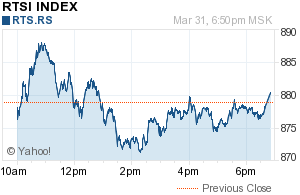 RTSI INDEX
RTS.RS
Mar 31, 6:50pm MSK
890
885
880
875
870
© Yahoo!
10am 12pm 2pm 4pm 6pm
Previous Close